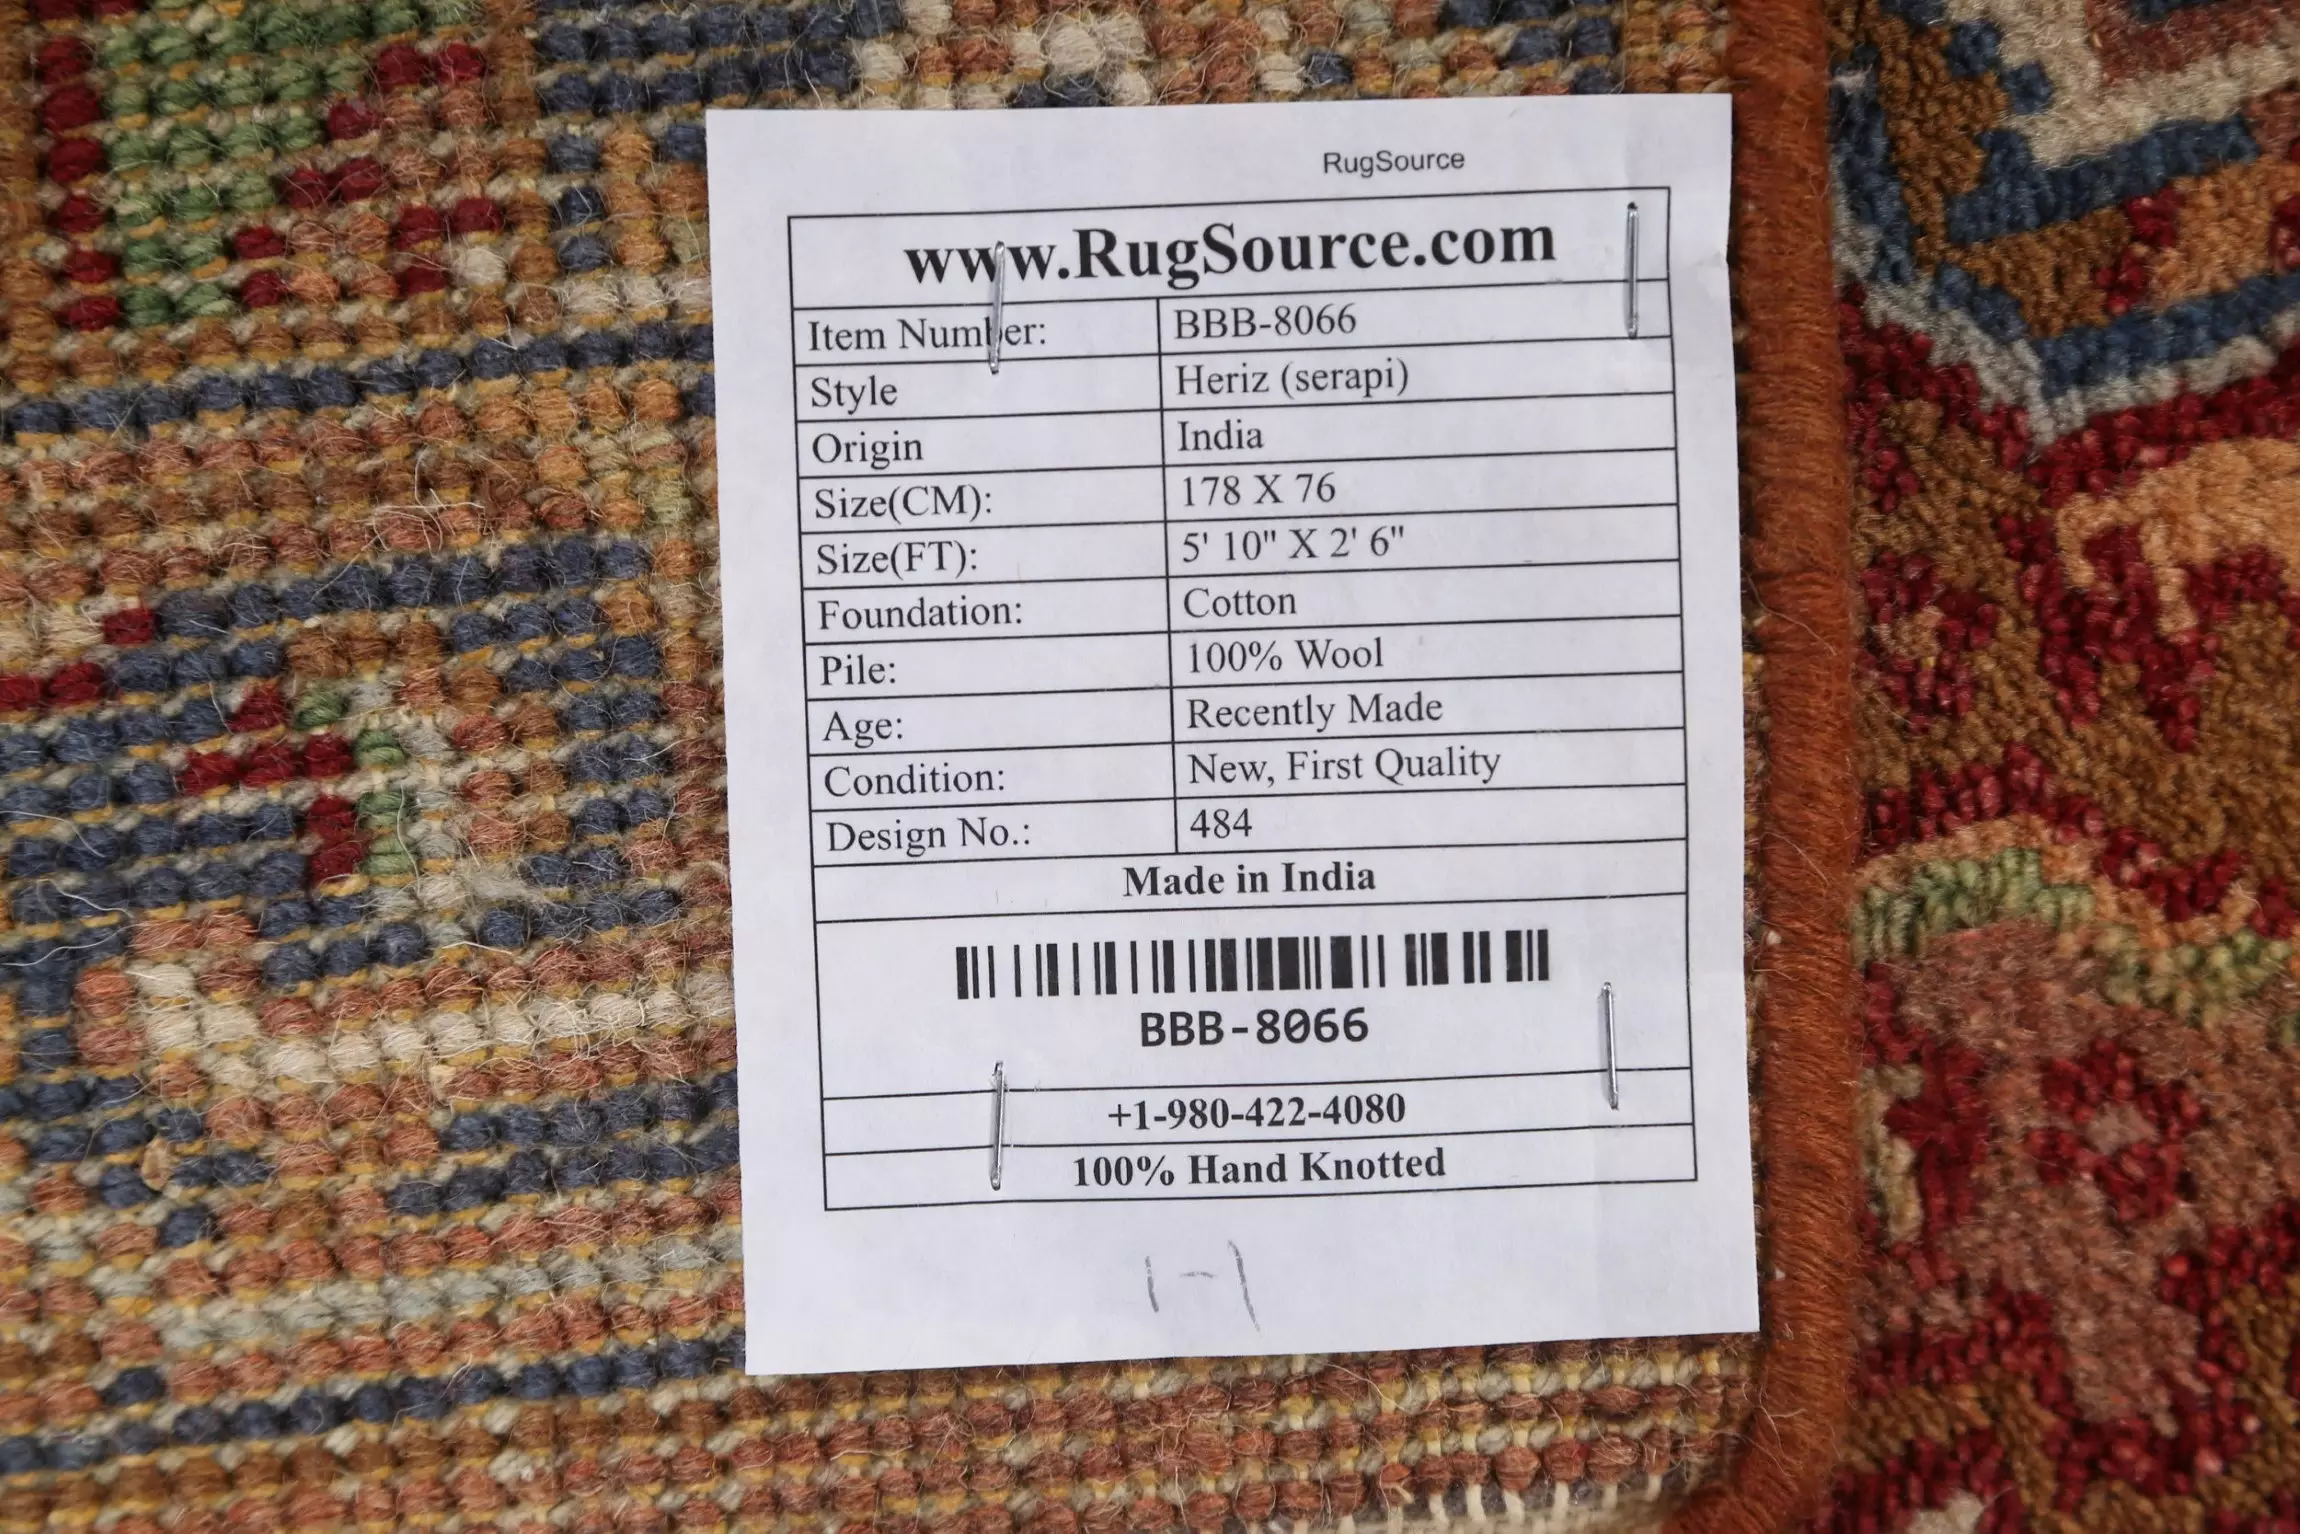 RugSource
www.RugSource.com
Item Number: BBB-8066
Style Heriz (serapi)
Origin India
Size(CM): 178 X 76
Size(FT): 5' 10" X 2' 6"
Foundation: Cotton
Pile: 100% Wool
Age: Recently Made
Condition: New, First Quality
Design No.: 484
Made in India
BBB-8066
+1-980-422-4080
100% Hand Knotted
1-1